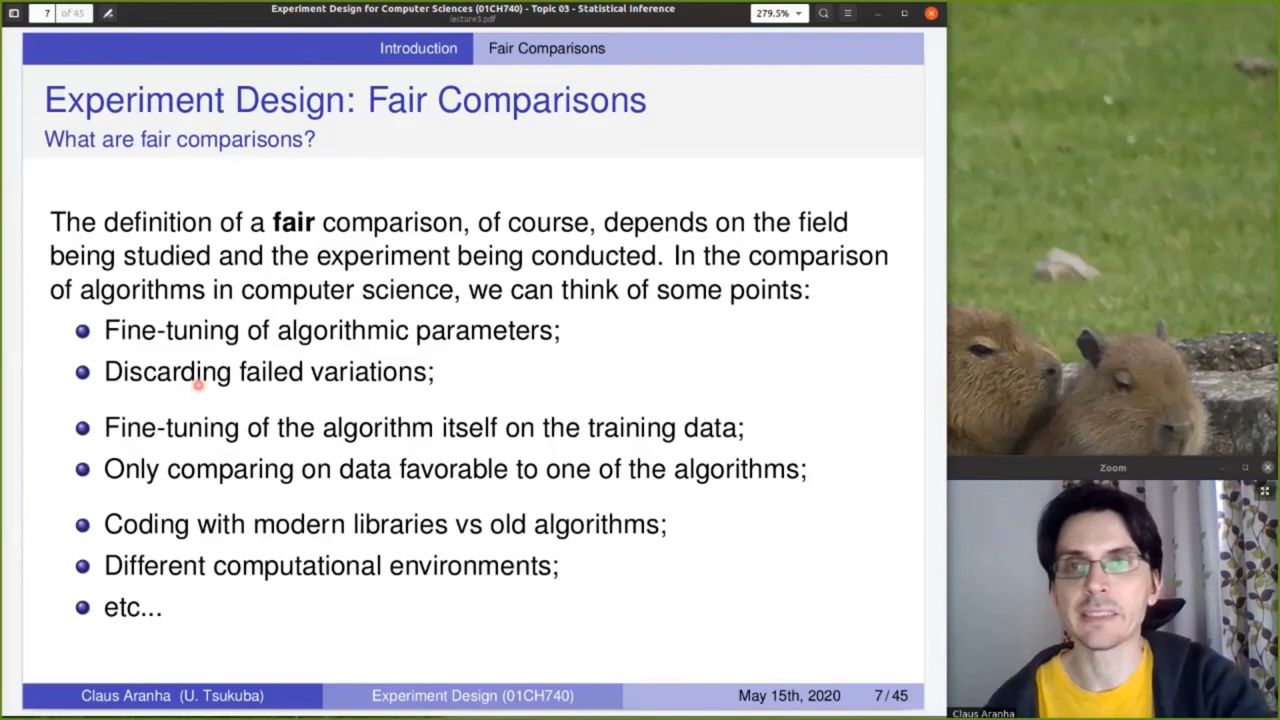 7 of 45
Experiment Design for Computer Sciences (01CH740) - Topic 03 - Statistical Inference
lecture3.pdf
279.5%
Introduction
Fair Comparisons
Experiment Design: Fair Comparisons
What are fair comparisons?
The definition of a fair comparison, of course, depends on the field
being studied and the experiment being conducted. In the comparison
of algorithms in computer science, we can think of some points:
Fine-tuning of algorithmic parameters;
Discarding failed variations;
Fine-tuning of the algorithm itself on the training data;
Only comparing on data favorable to one of the algorithms;
Coding with modern libraries vs old algorithms;
Different computational environments;
etc...
Claus Aranha (U. Tsukuba)
Experiment Design (01CH740)
May 15th, 2020
7 / 45
Zoom
Claus Aranha